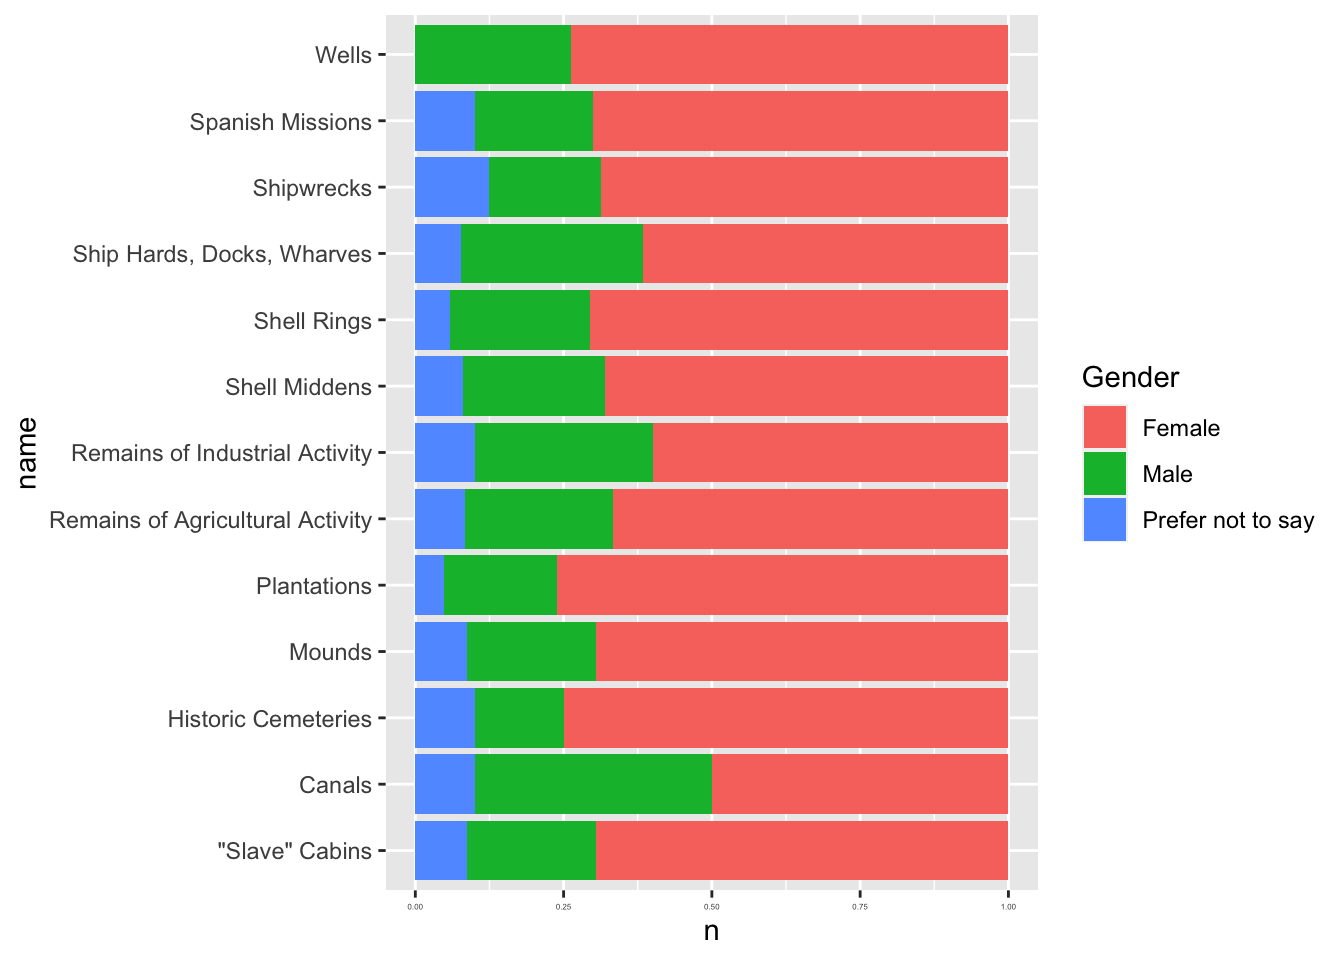 Wells
Spanish Missions
Shipwrecks
Ship Hards, Docks, Wharves
Shell Rings
Shell Middens
Remains of Industrial Activity
Remains of Agricultural Activity
Plantations
Mounds
Historic Cemeteries
Canals
"Slave" Cabins
name
0.00 0.25 0.50 0.75 1.00
n
Gender
Female
Male
Prefer not to say